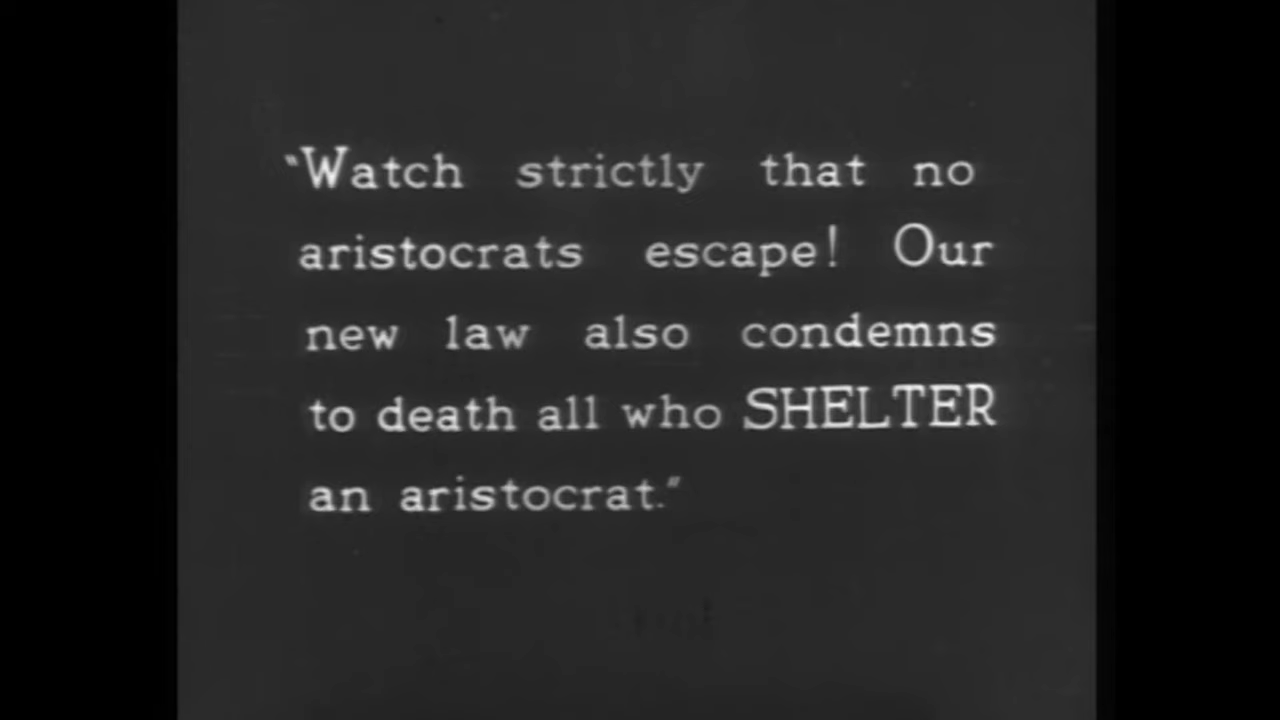 "Watch strictly that no
aristocrats escape! Our
new law also condemns
to death all who SHELTER
an aristocrat."